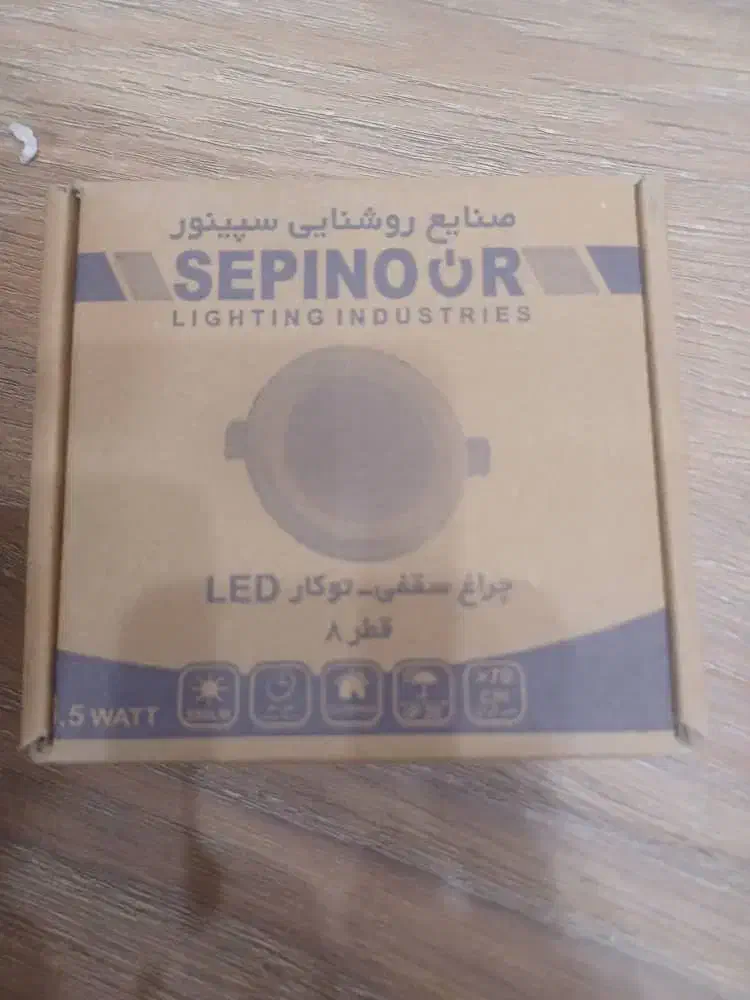 صنایع روشنایی سپینور
SEPINOUR
LIGHTING INDUSTRIES
چراغ سقفی - توکار LED
قطر ۸
.5 WATT